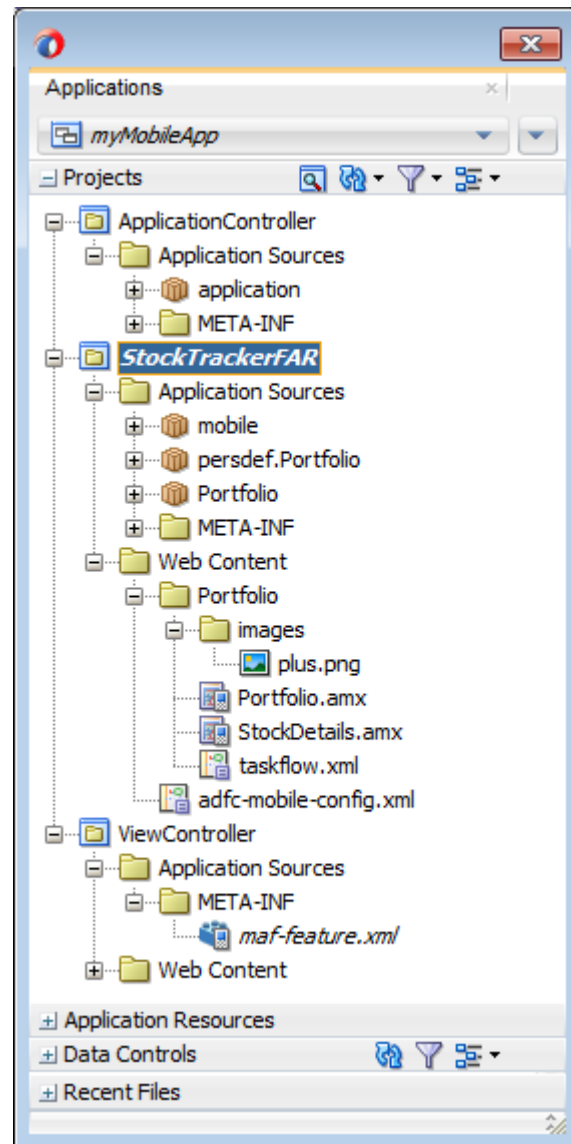 Applications
myMobileApp
Projects
ApplicationController
Application Sources
application
META-INF
StockTrackerFAR
Application Sources
mobile
persdef.Portfolio
Portfolio
META-INF
Web Content
Portfolio
images
plus.png
Portfolio.amx
StockDetails.amx
taskflow.xml
adfc-mobile-config.xml
ViewController
Application Sources
META-INF
maf-feature.xml
Web Content
Application Resources
Data Controls
Recent Files